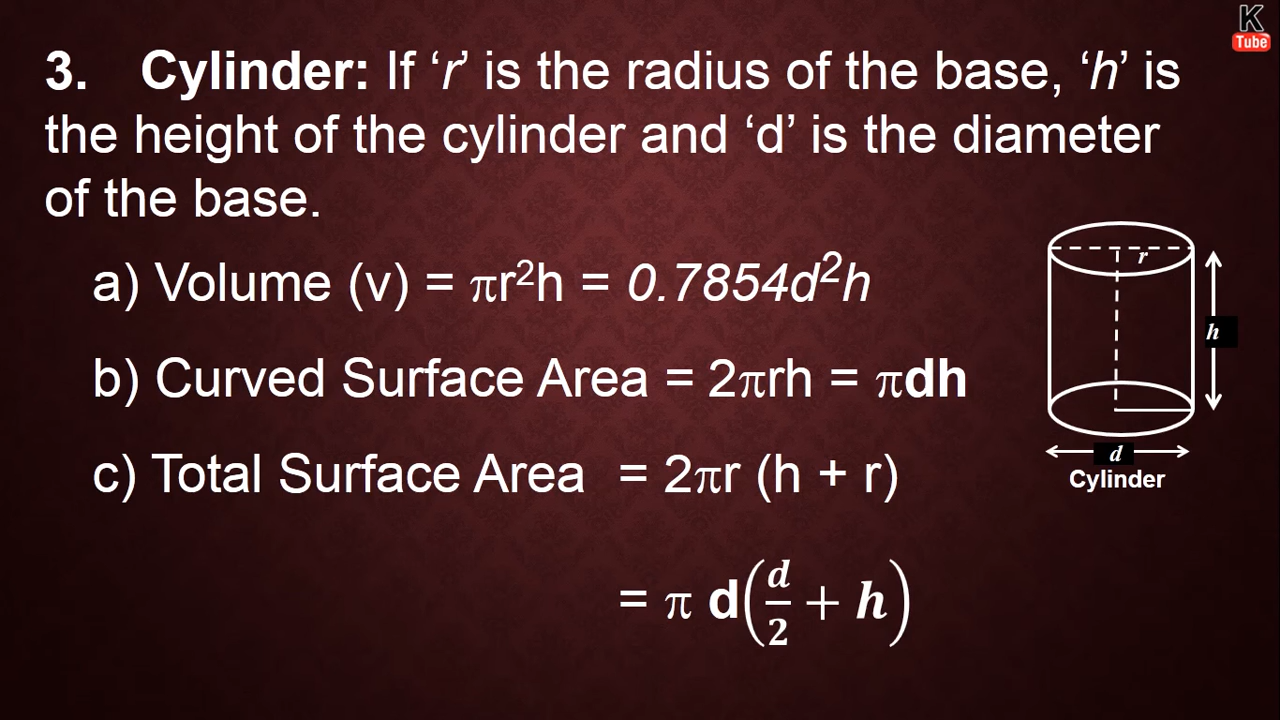 K
Tube
3. Cylinder: If ‘r’ is the radius of the base, ‘h’ is
the height of the cylinder and ‘d’ is the diameter
of the base.
a) Volume (v) = πr²h = 0.7854d²h
b) Curved Surface Area = 2πrh = πdh
c) Total Surface Area = 2πr (h + r)
= π d(d/2 + h)
r
h
d
Cylinder